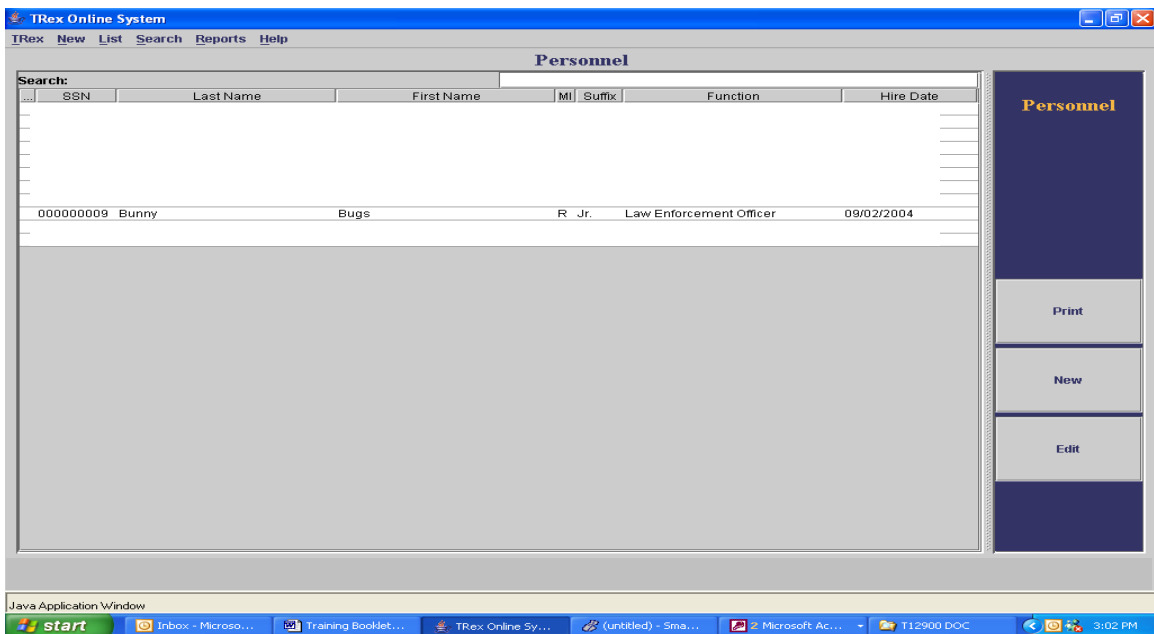 TRex Online System
TRex New List Search Reports Help
Personnel
Search:
... SSN Last Name First Name MI Suffix Function Hire Date
Personnel
000000009 Bunny Bugs R Jr. Law Enforcement Officer 09/02/2004
Print
New
Edit
Java Application Window
start Inbox - Microso... Training Booklet... TRex Online Sy... (untitled) - Sma... 2 Microsoft Ac... T12900 DOC 3:02 PM